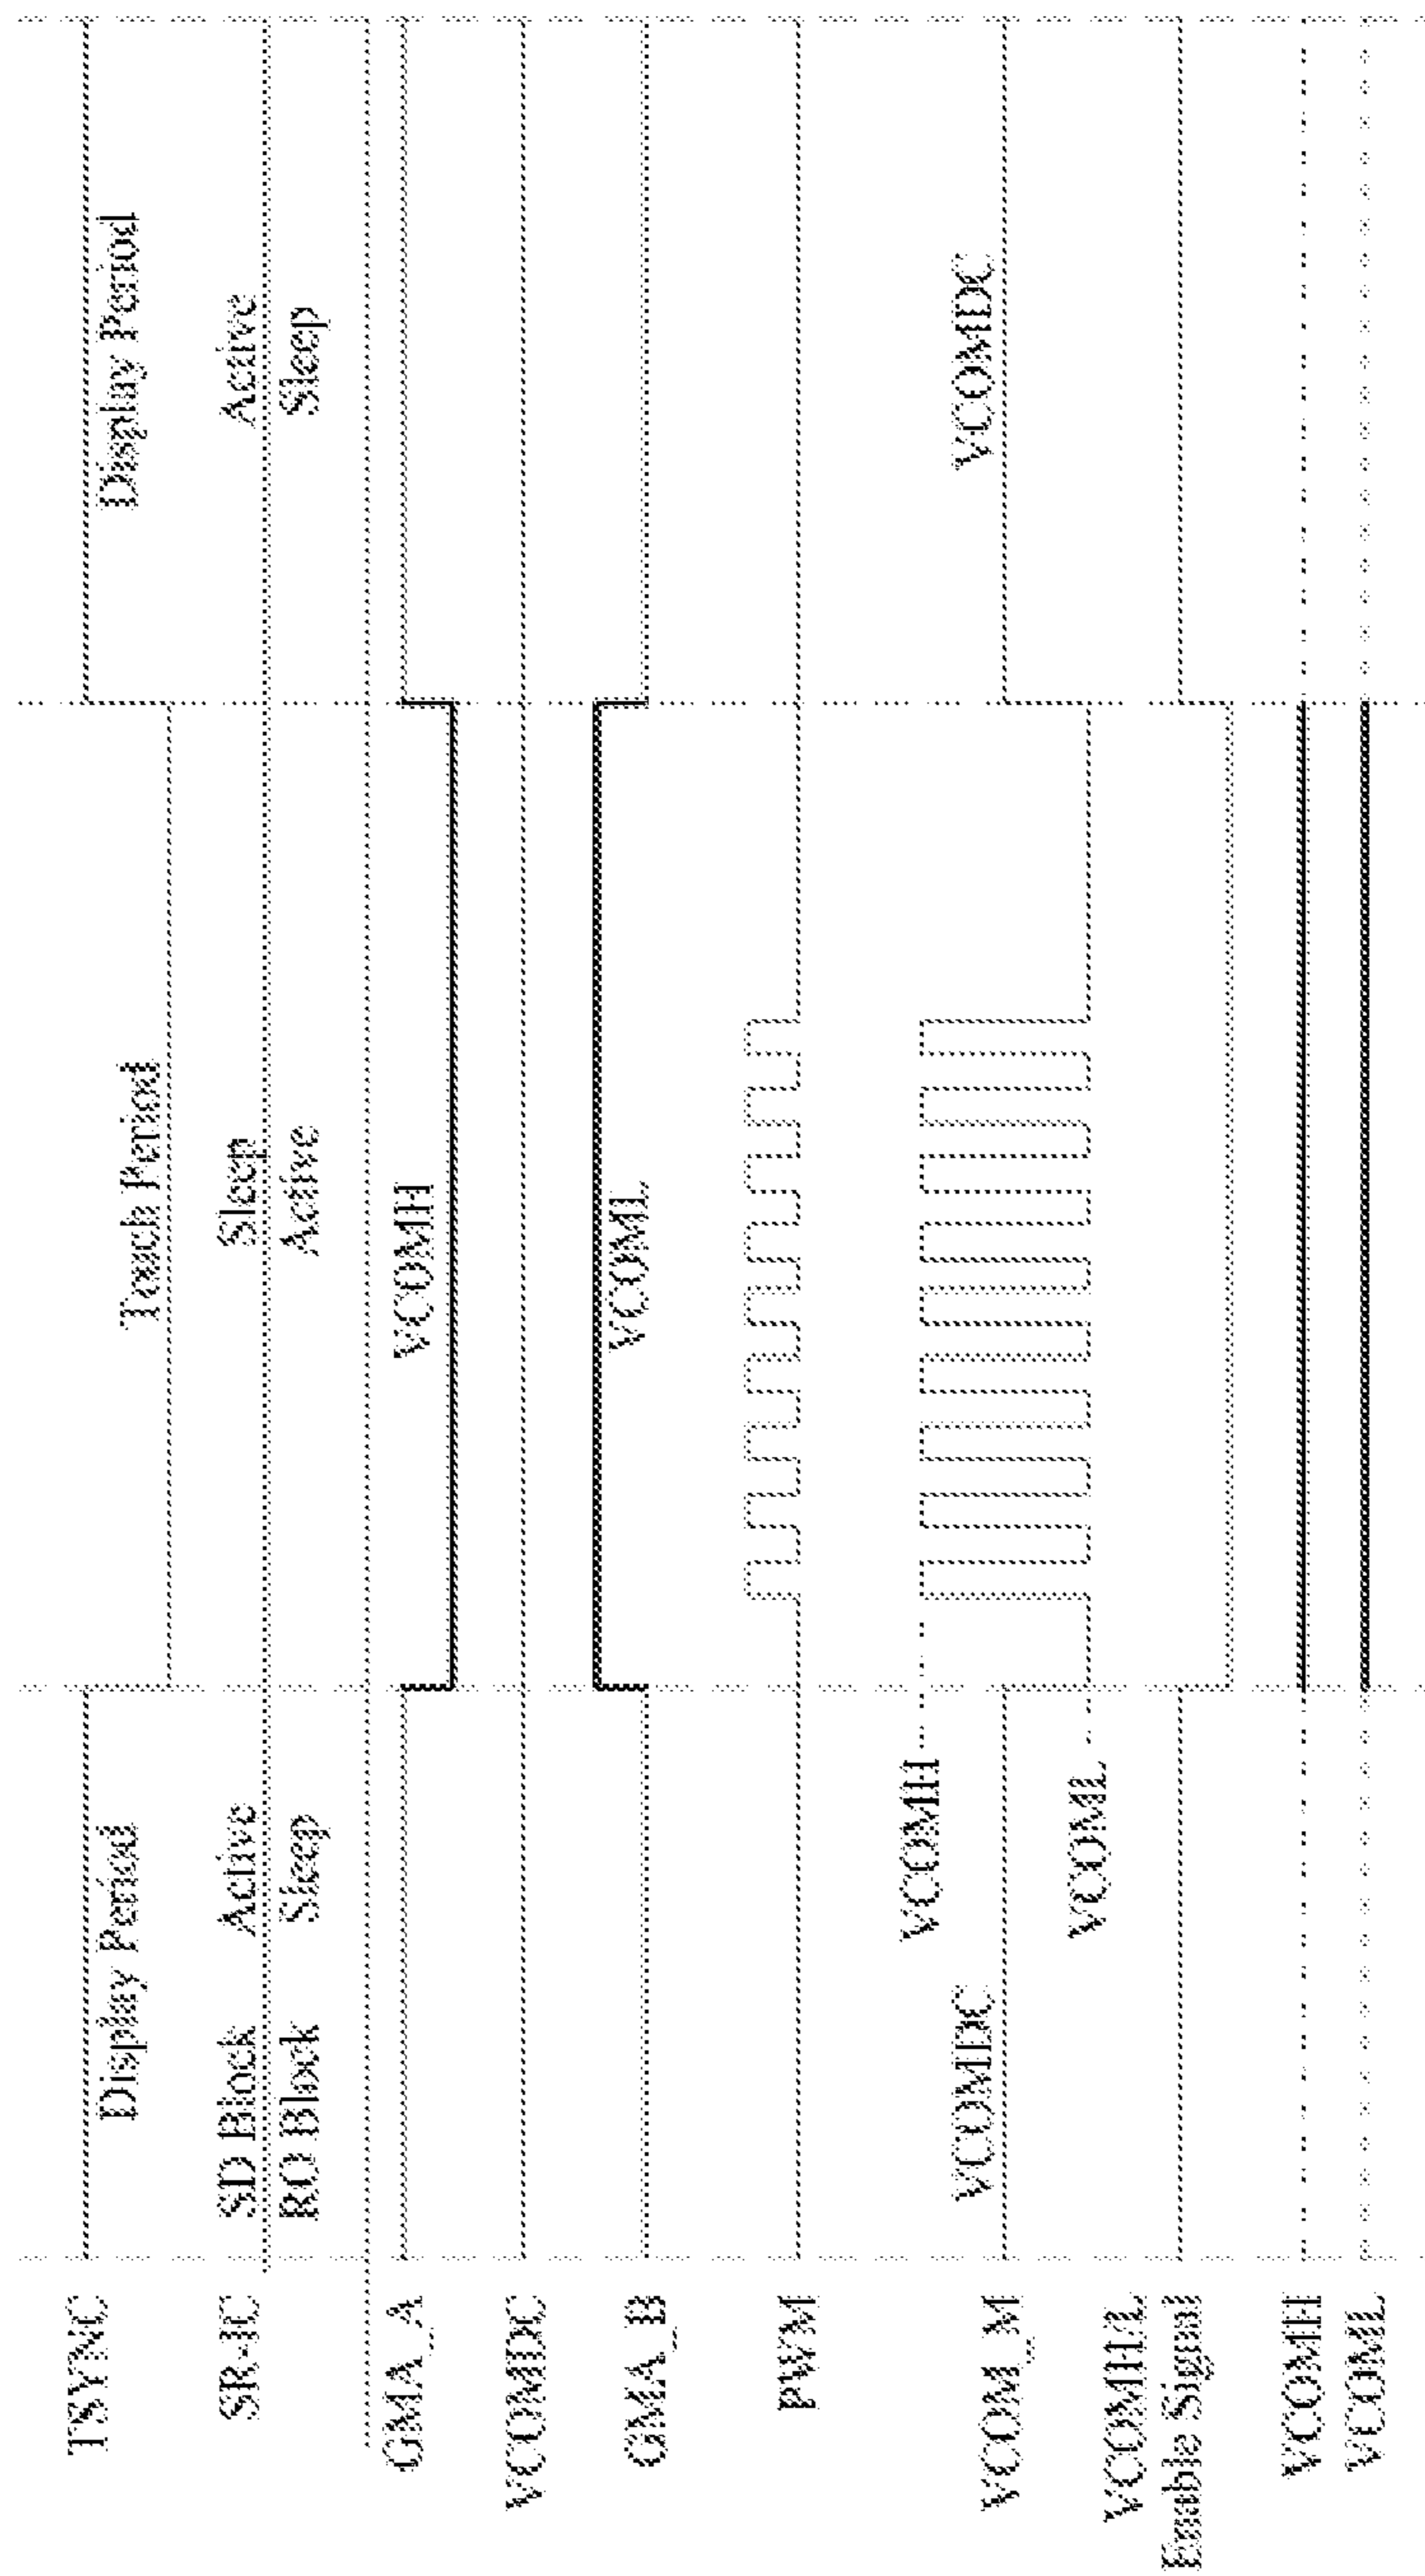 TSYNC
Display Period
Touch Period
Display Period
SR-IC
SD Block
Active
Sleep
Active
RO Block
Sleep
Active
Sleep
GMA_A
VCOMH
VCOMDC
GMA_B
VCOML
PWM
VCOMH
VCOM_M
VCOMDC
VCOMDC
VCOML
VCOMH/L
Enable Signal
VCOMH
VCOML